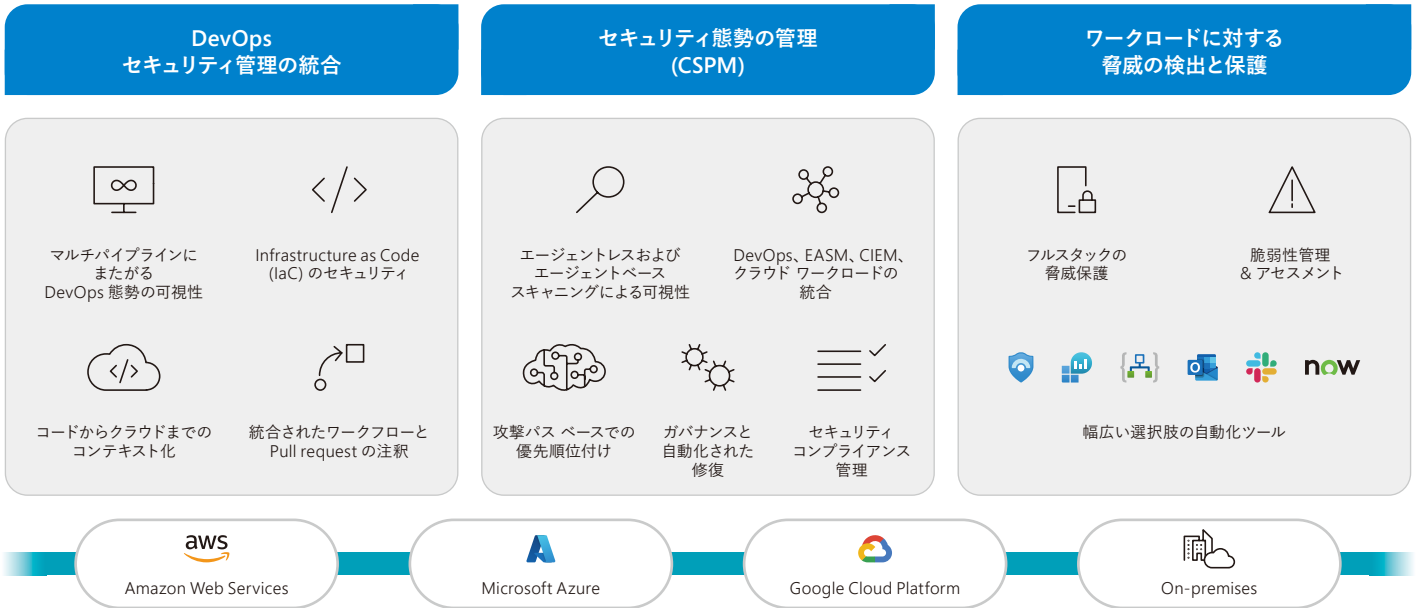 DevOps
セキュリティ管理の統合
セキュリティ態勢の管理
(CSPM)
ワークロードに対する
脅威の検出と保護
マルチパイプラインに
またがる
DevOps 態勢の可視性
Infrastructure as Code
(IaC) のセキュリティ
コードからクラウドまでの
コンテキスト化
統合されたワークフローと
Pull request の注釈
エージェントレスおよび
エージェントベース
スキャニングによる可視性
DevOps、EASM、CIEM、
クラウド ワークロードの
統合
攻撃パス ベースでの
優先順位付け
ガバナンスと
自動化された
修復
セキュリティ
コンプライアンス
管理
フルスタックの
脅威保護
脆弱性管理
& アセスメント
now
幅広い選択肢の自動化ツール
aws
Amazon Web Services
Microsoft Azure
Google Cloud Platform
On-premises